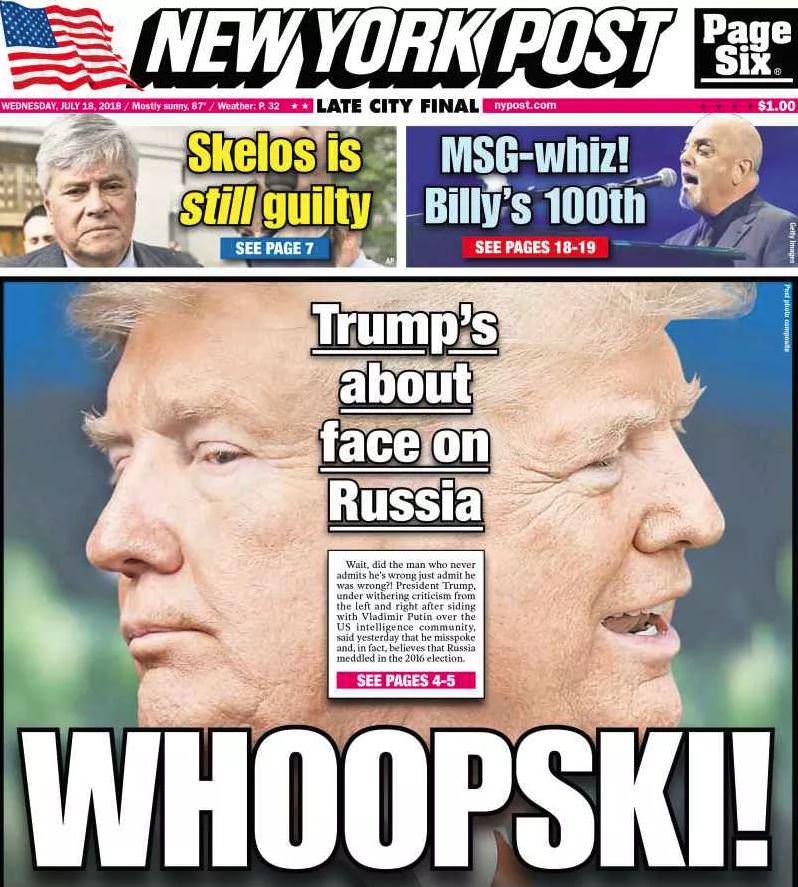 NEW YORK POST
Page
Six®
WEDNESDAY, JULY 18, 2018 / Mostly sunny, 87° / Weather: P. 32 ★★ LATE CITY FINAL nypost.com $1.00
Skelos is
still guilty
SEE PAGE 7
AP
MSG-whiz!
Billy's 100th
SEE PAGES 18-19
Getty Images
Post photo composite
Trump's
about
face on
Russia
Wait, did the man who never
admits he's wrong just admit he
was wrong?! President Trump,
under withering criticism from
the left and right after siding
with Vladimir Putin over the
US intelligence community,
said yesterday that he misspoke
and, in fact, believes that Russia
meddled in the 2016 election.
SEE PAGES 4-5
WHOOPSKI!